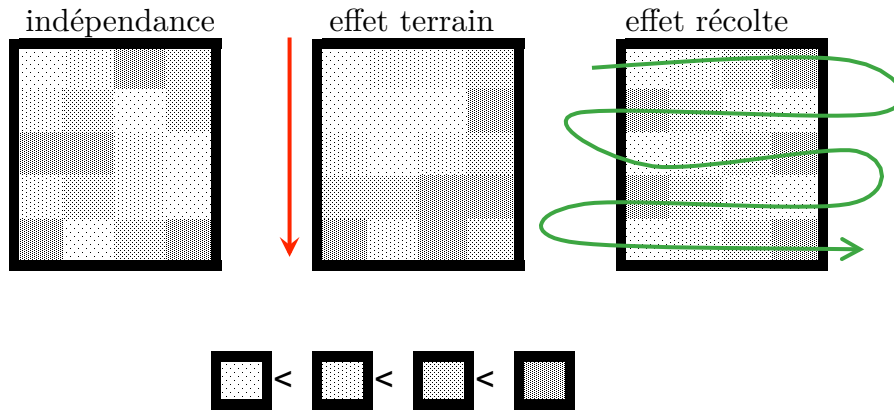 indépendance
effet terrain
effet récolte
< < <